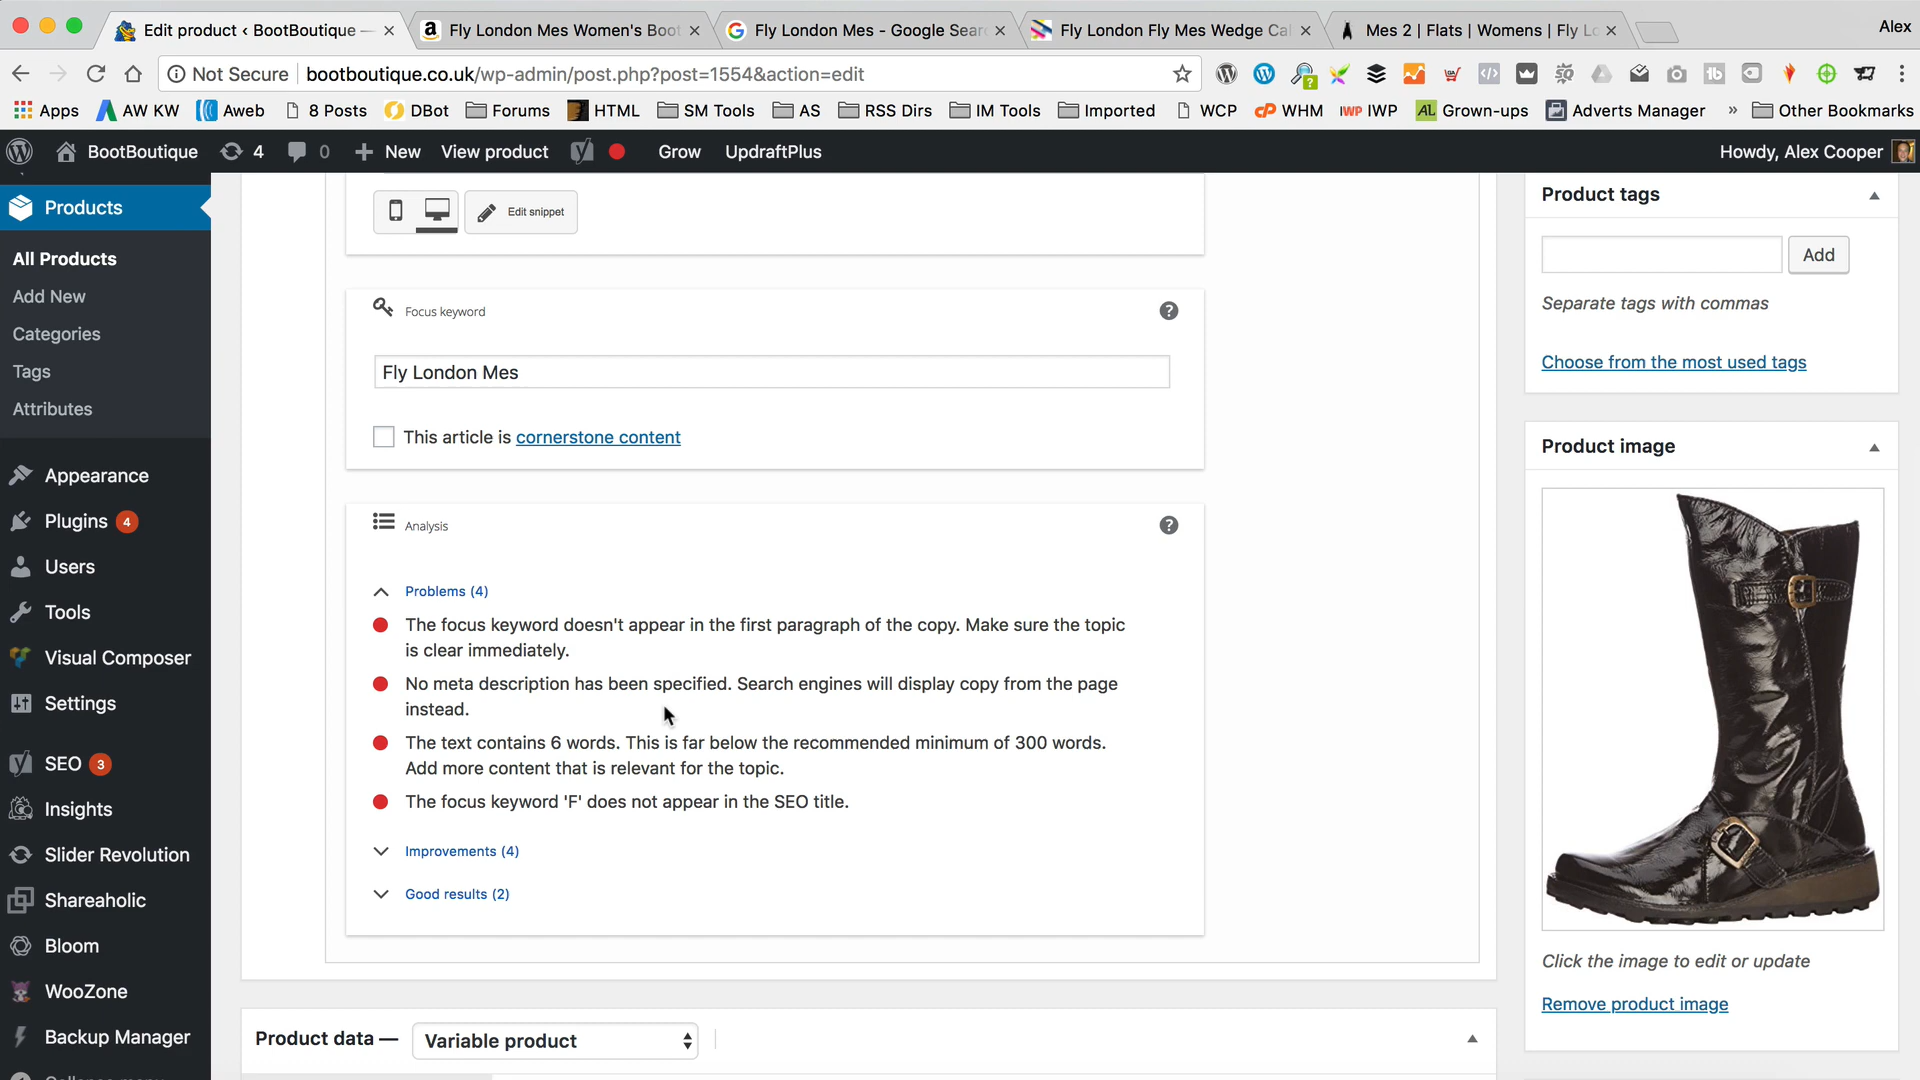 Edit product ‹ BootBoutique —
Fly London Mes Women's Boot
Fly London Mes - Google Sear
Fly London Fly Mes Wedge Cal
Mes 2 | Flats | Womens | Fly Lo
Alex
Not Secure
bootboutique.co.uk/wp-admin/post.php?post=1554&action=edit
Apps
AW KW
Aweb
8 Posts
DBot
Forums
HTML
SM Tools
AS
RSS Dirs
IM Tools
Imported
WCP
WHM
IWP IWP
AL Grown-ups
Adverts Manager
»
Other Bookmarks
BootBoutique
4
0
New
View product
Grow
UpdraftPlus
Howdy, Alex Cooper
Products
All Products
Add New
Categories
Tags
Attributes
Appearance
Plugins 4
Users
Tools
Visual Composer
Settings
SEO 3
Insights
Slider Revolution
Shareaholic
Bloom
WooZone
Backup Manager
Edit snippet
Focus keyword
Fly London Mes
This article is cornerstone content
Analysis
Problems (4)
The focus keyword doesn't appear in the first paragraph of the copy. Make sure the topic
is clear immediately.
No meta description has been specified. Search engines will display copy from the page
instead.
The text contains 6 words. This is far below the recommended minimum of 300 words.
Add more content that is relevant for the topic.
The focus keyword 'F' does not appear in the SEO title.
Improvements (4)
Good results (2)
Product data —
Variable product
Product tags
Add
Separate tags with commas
Choose from the most used tags
Product image
Click the image to edit or update
Remove product image